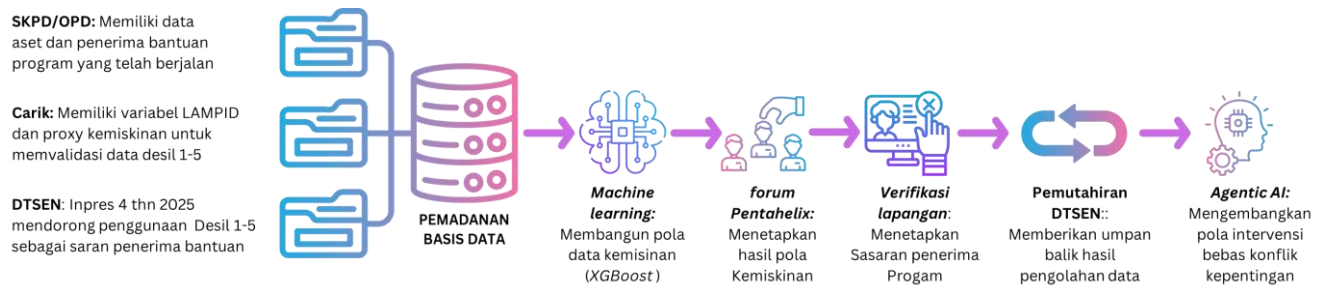 SKPD/OPD: Memiliki data
aset dan penerima bantuan
program yang telah berjalan
Carik: Memiliki variabel LAMPID
dan proxy kemiskinan untuk
memvalidasi data desil 1-5
DTSEN: Inpres 4 thn 2025
mendorong penggunaan Desil 1-5
sebagai saran penerima bantuan
PEMADANAN
BASIS DATA
Machine
learning:
Membangun pola
data kemisinan
(XGBoost )
forum
Pentahelix:
Menetapkan
hasil pola
Kemiskinan
Verifikasi
lapangan:
Menetapkan
Sasaran penerima
Progam
Pemutahiran
DTSEN::
Memberikan umpan
balik hasil
pengolahan data
Agentic AI:
Mengembangkan
pola intervensi
bebas konflik
kepentingan